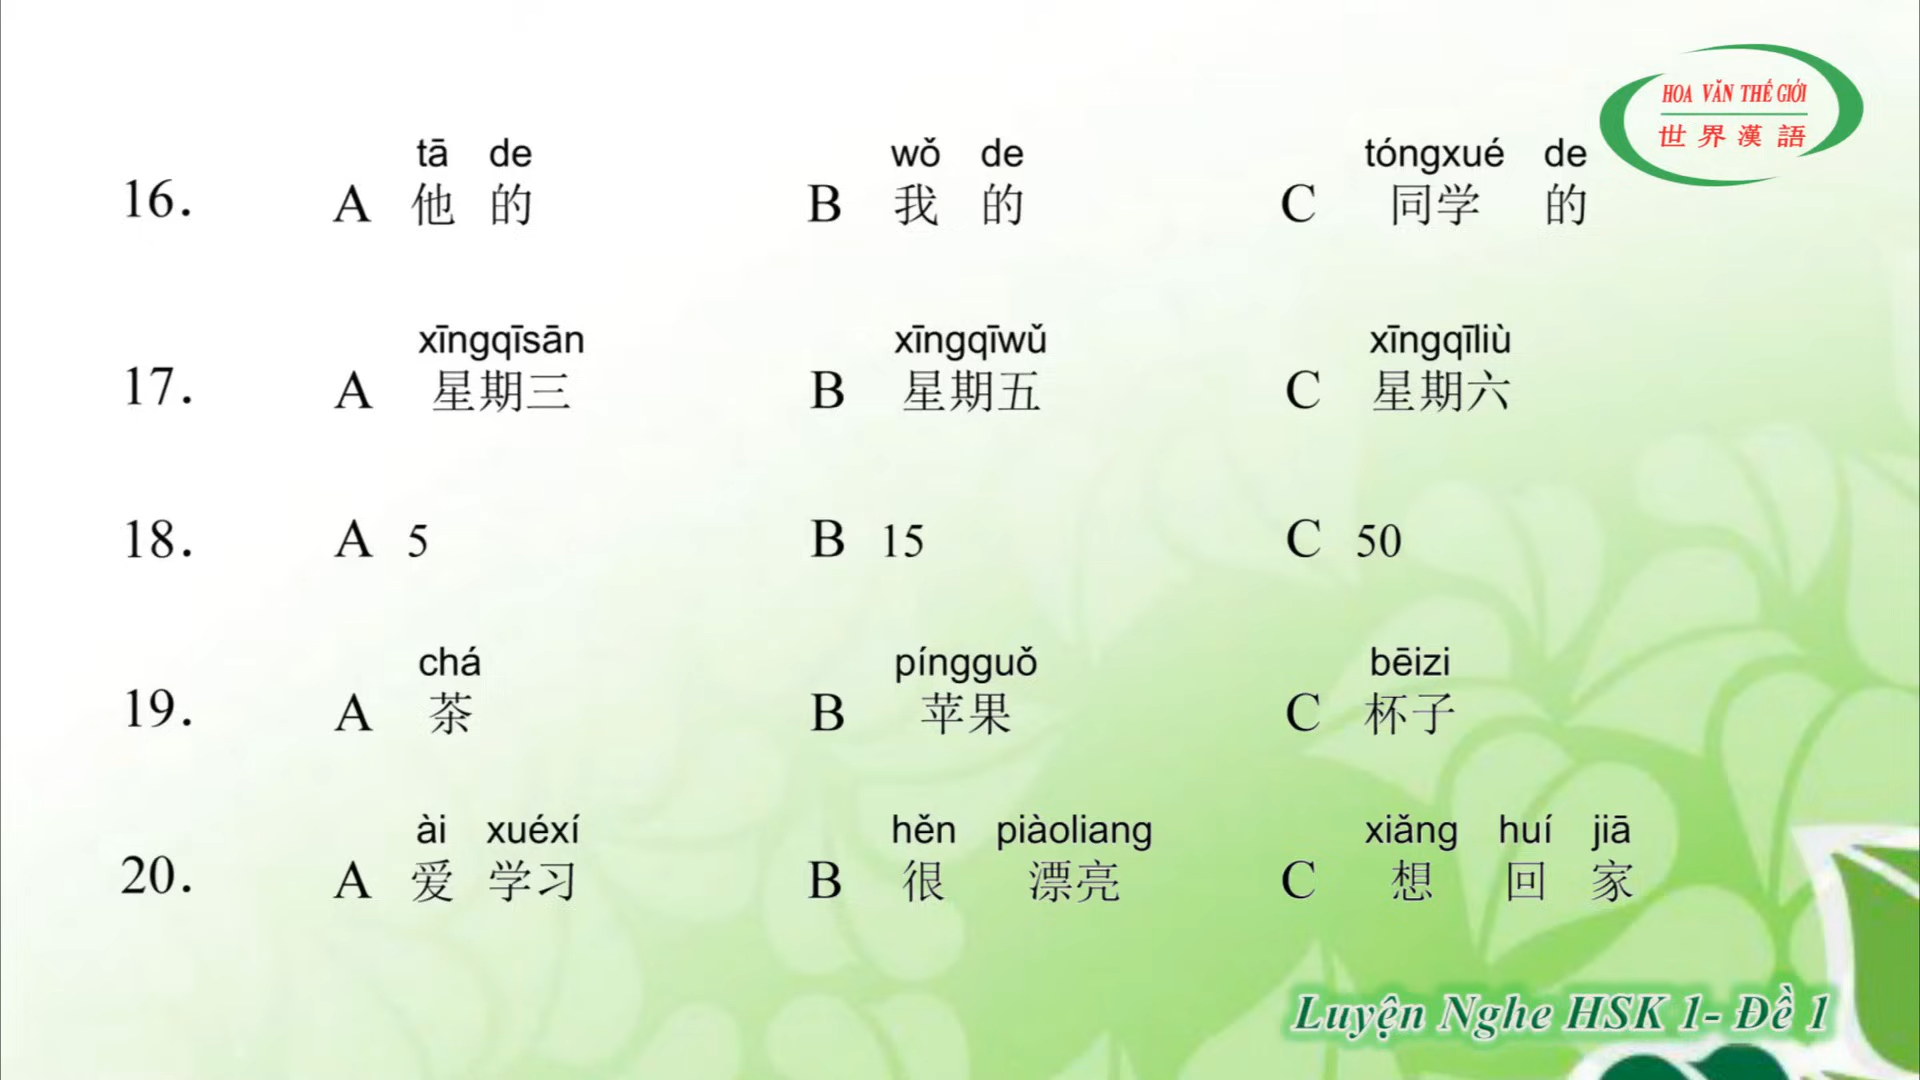 HOA VĂN THẾ GIỚI
世界漢語
tā de wǒ de tóngxué de
16. A 他 的 B 我 的 C 同学 的
xīngqīsān xīngqīwǔ xīngqīliù
17. A 星期三 B 星期五 C 星期六
18. A 5 B 15 C 50
chá píngguǒ bēizi
19. A 茶 B 苹果 C 杯子
ài xuéxí hěn piàoliang xiǎng huí jiā
20. A 爱 学习 B 很 漂亮 C 想 回 家
Luyện Nghe HSK 1- Đề 1